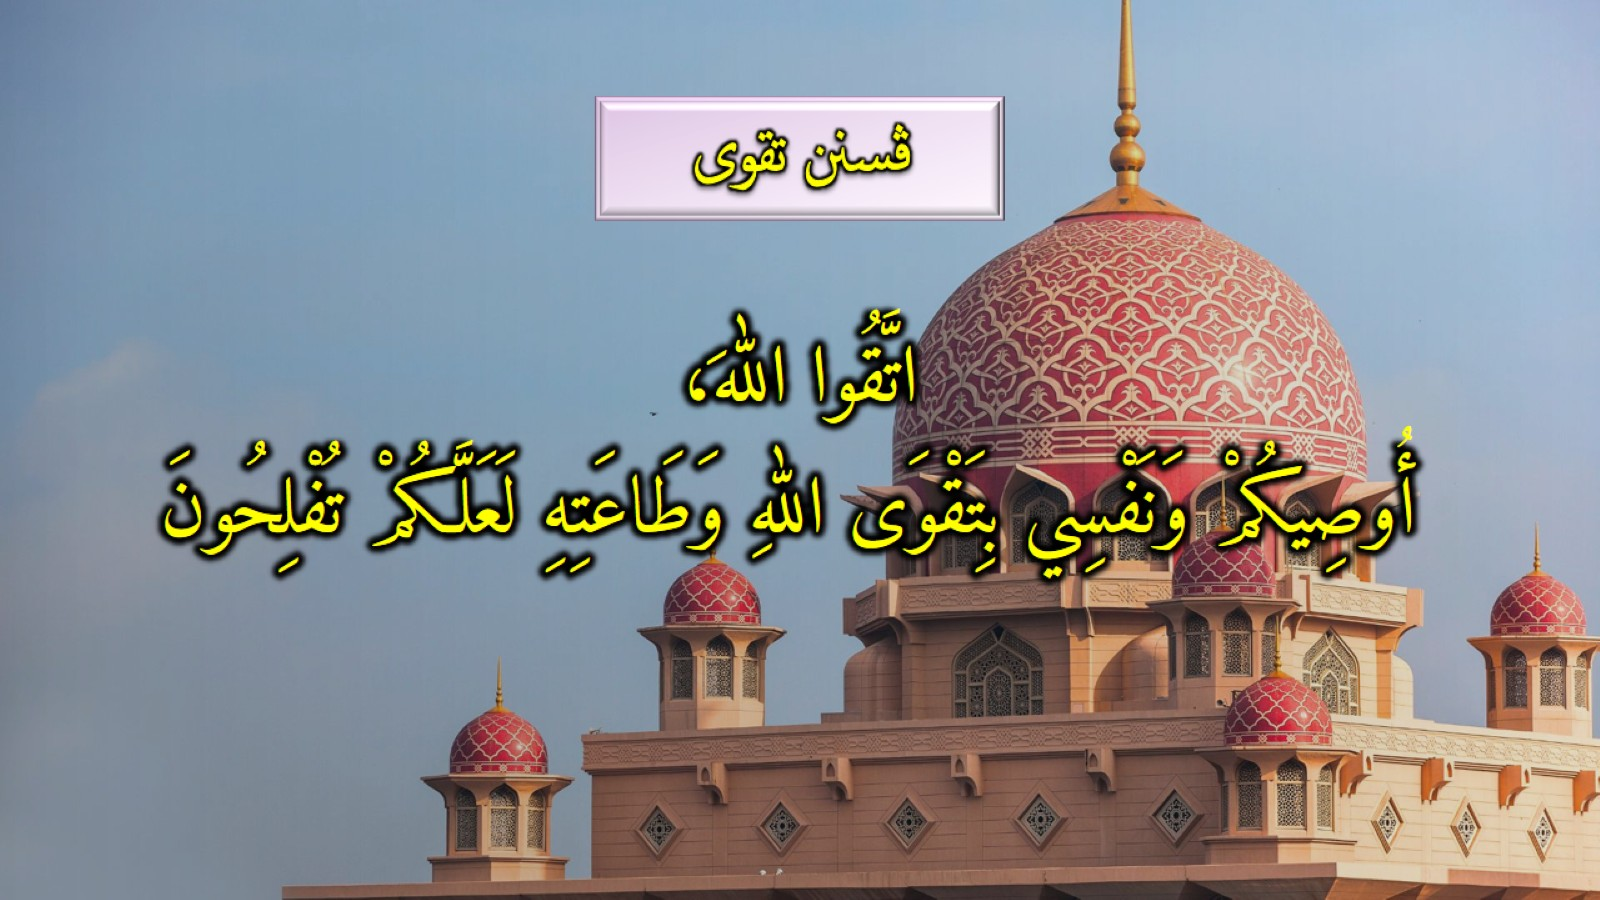 ڤسنن تقوى
اتَّقُوا اللهَ،
أُوصِيكُمْ وَنَفْسِي بِتَقْوَى اللهِ وَطَاعَتِهِ لَعَلَّكُمْ تُفْلِحُونَ